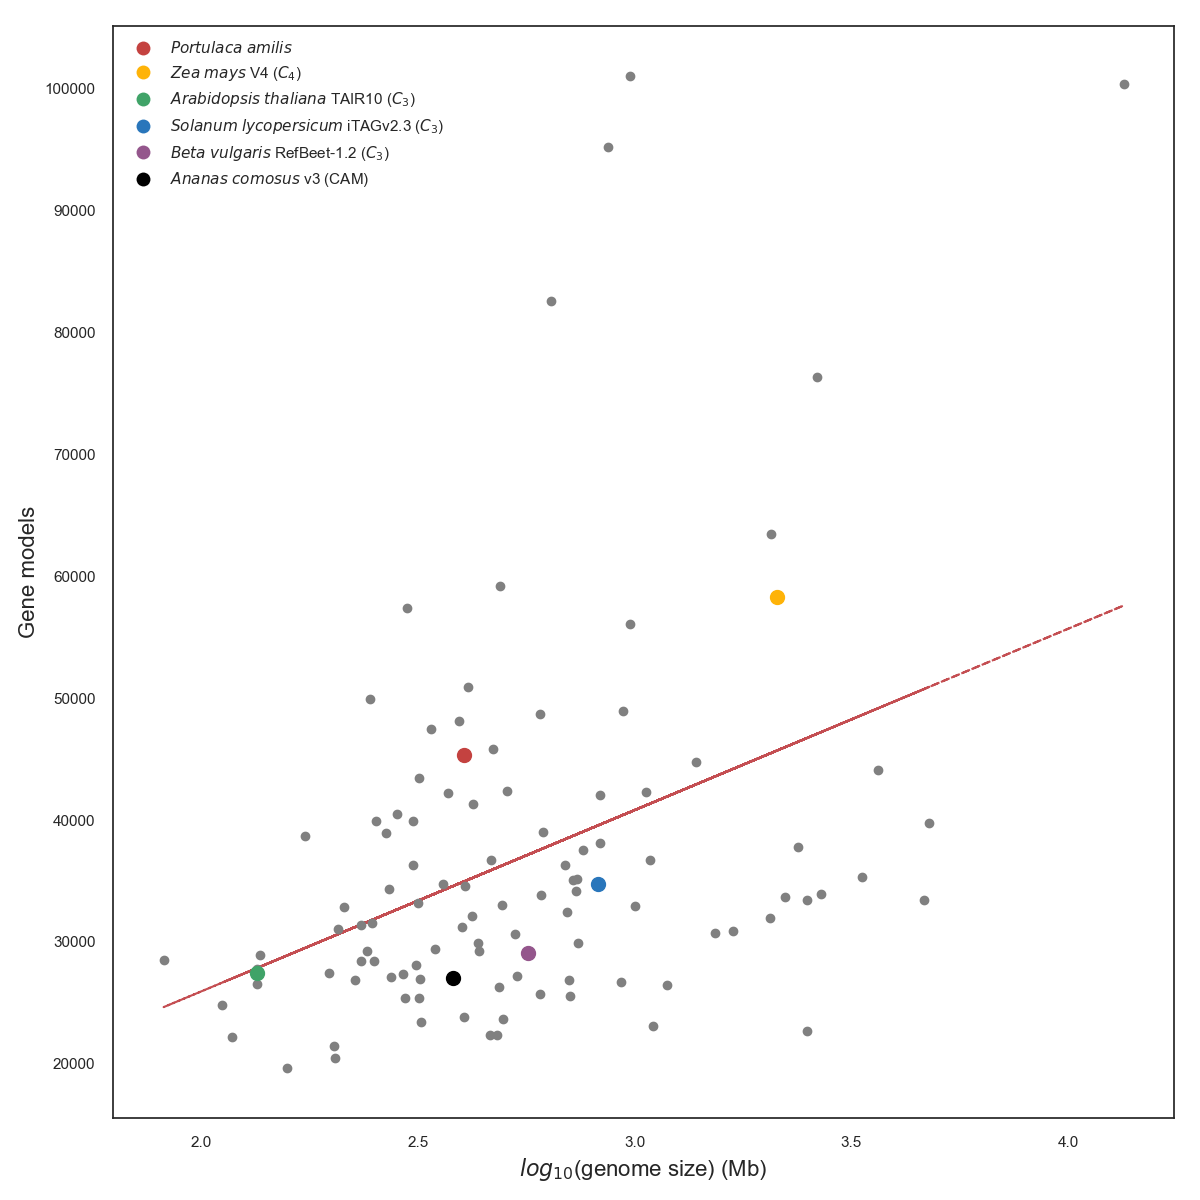 Portulaca amilis
Zea mays V4 (C₄)
Arabidopsis thaliana TAIR10 (C₃)
Solanum lycopersicum iTAGv2.3 (C₃)
Beta vulgaris RefBeet-1.2 (C₃)
Ananas comosus v3 (CAM)
100000
90000
80000
70000
60000
50000
40000
30000
20000
Gene models
2.0 2.5 3.0 3.5 4.0
log₁₀(genome size) (Mb)